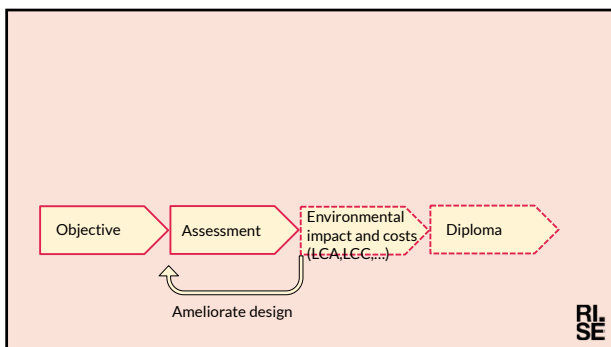 Objective
Assessment
Environmental
impact and costs
(LCA,LCC,...)
Diploma
Ameliorate design
RI.
SE